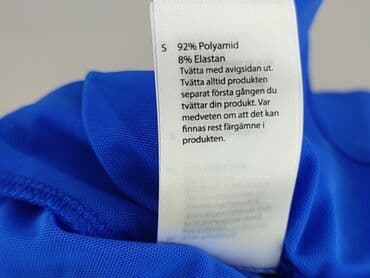 S 92% Polyamid
8% Elastan
Tvätta med avigsidan ut.
Tvätta alltid produkten
separat första gången du
tvättar din produkt. Var
medveten om att det kan
finnas rest färgämne i
produkten.